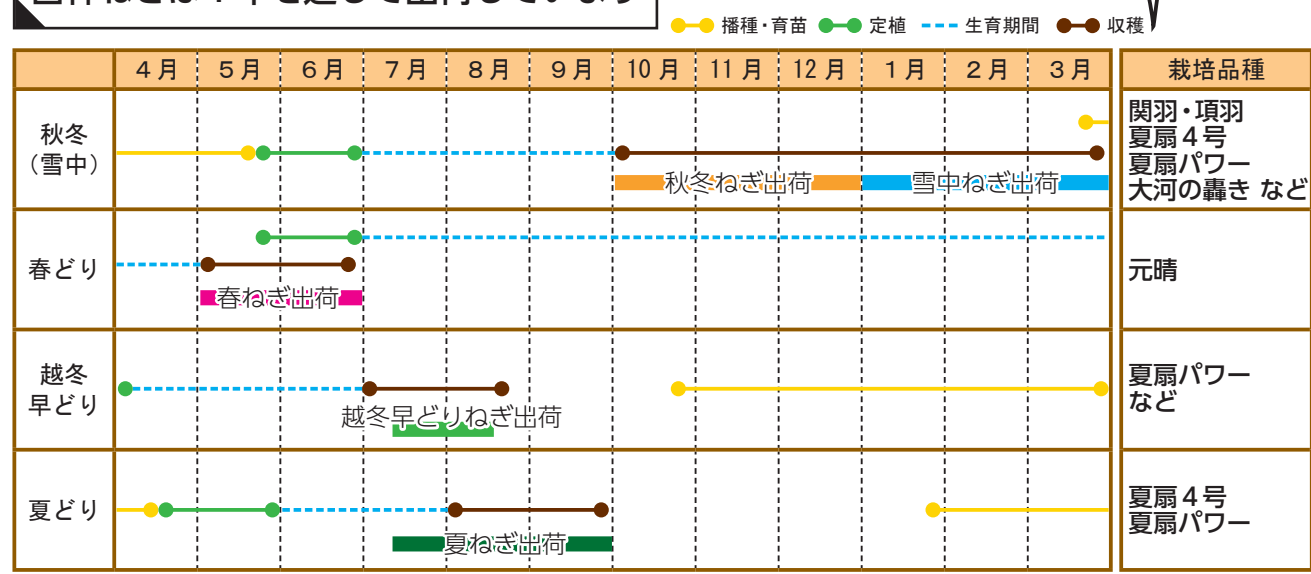 播種・育苗 定植 生育期間 収穫
4月 5月 6月 7月 8月 9月 10月 11月 12月 1月 2月 3月 栽培品種
秋冬
(雪中)
秋冬ねぎ出荷 雪中ねぎ出荷
関羽・項羽
夏扇4号
夏扇パワー
大河の轟き など
春どり
春ねぎ出荷
元晴
越冬
早どり
越冬早どりねぎ出荷
夏扇パワー
など
夏どり
夏ねぎ出荷
夏扇4号
夏扇パワー